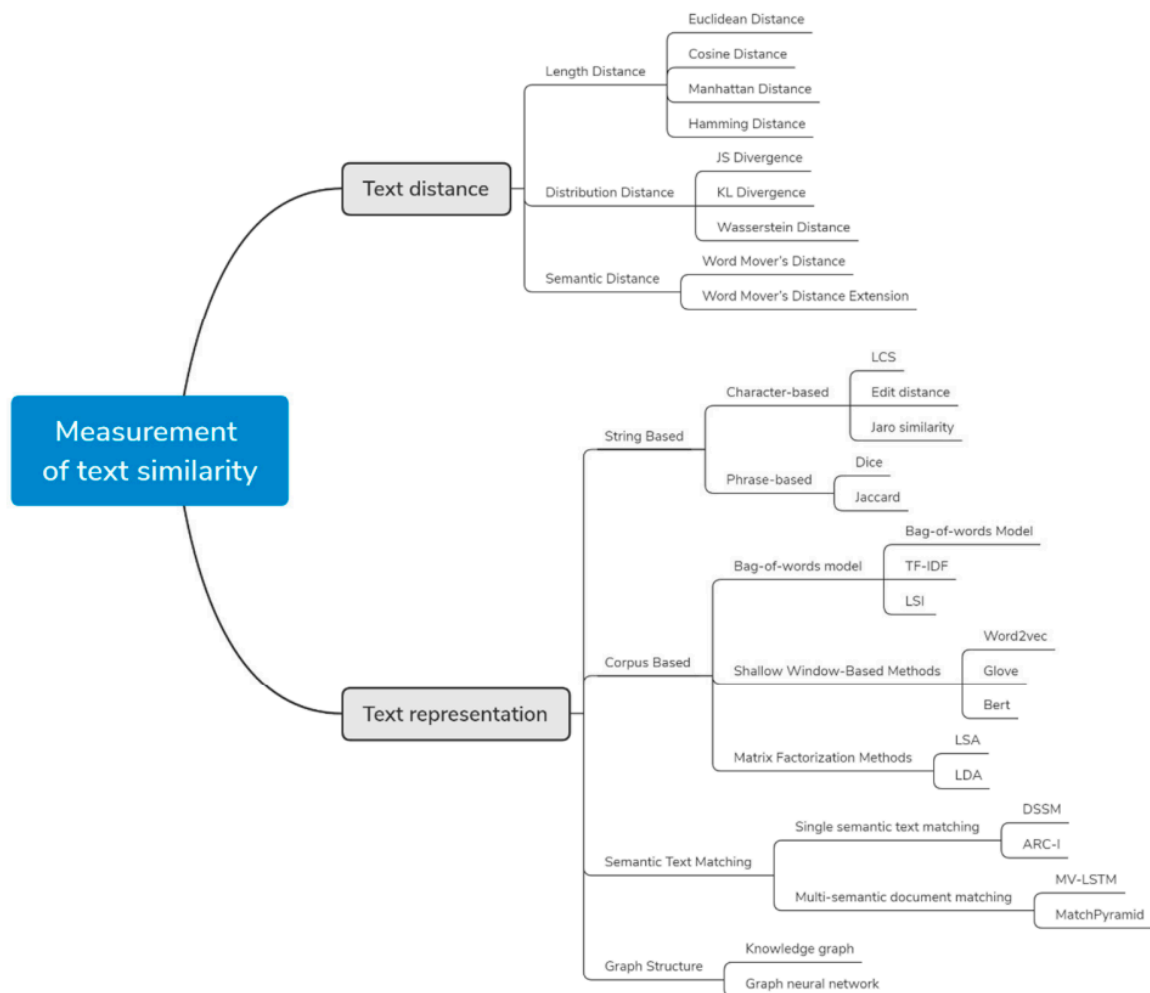 Measurement
of text similarity
Text distance
Length Distance
Euclidean Distance
Cosine Distance
Manhattan Distance
Hamming Distance
Distribution Distance
JS Divergence
KL Divergence
Wasserstein Distance
Semantic Distance
Word Mover's Distance
Word Mover's Distance Extension
Text representation
String Based
Character-based
LCS
Edit distance
Jaro similarity
Phrase-based
Dice
Jaccard
Corpus Based
Bag-of-words model
Bag-of-words Model
TF-IDF
LSI
Shallow Window-Based Methods
Word2vec
Glove
Bert
Matrix Factorization Methods
LSA
LDA
Semantic Text Matching
Single semantic text matching
DSSM
ARC-I
Multi-semantic document matching
MV-LSTM
MatchPyramid
Graph Structure
Knowledge graph
Graph neural network